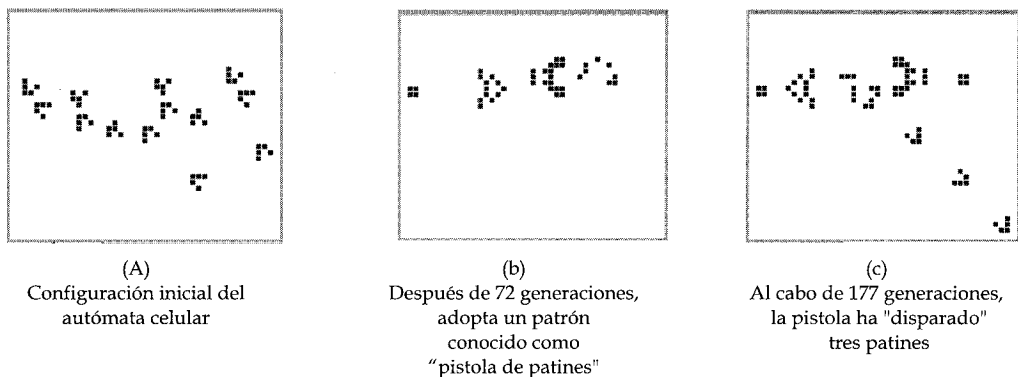 (A)
Configuración inicial del
autómata celular
(b)
Después de 72 generaciones,
adopta un patrón
conocido como
“pistola de patines"
(c)
Al cabo de 177 generaciones,
la pistola ha "disparado"
tres patines